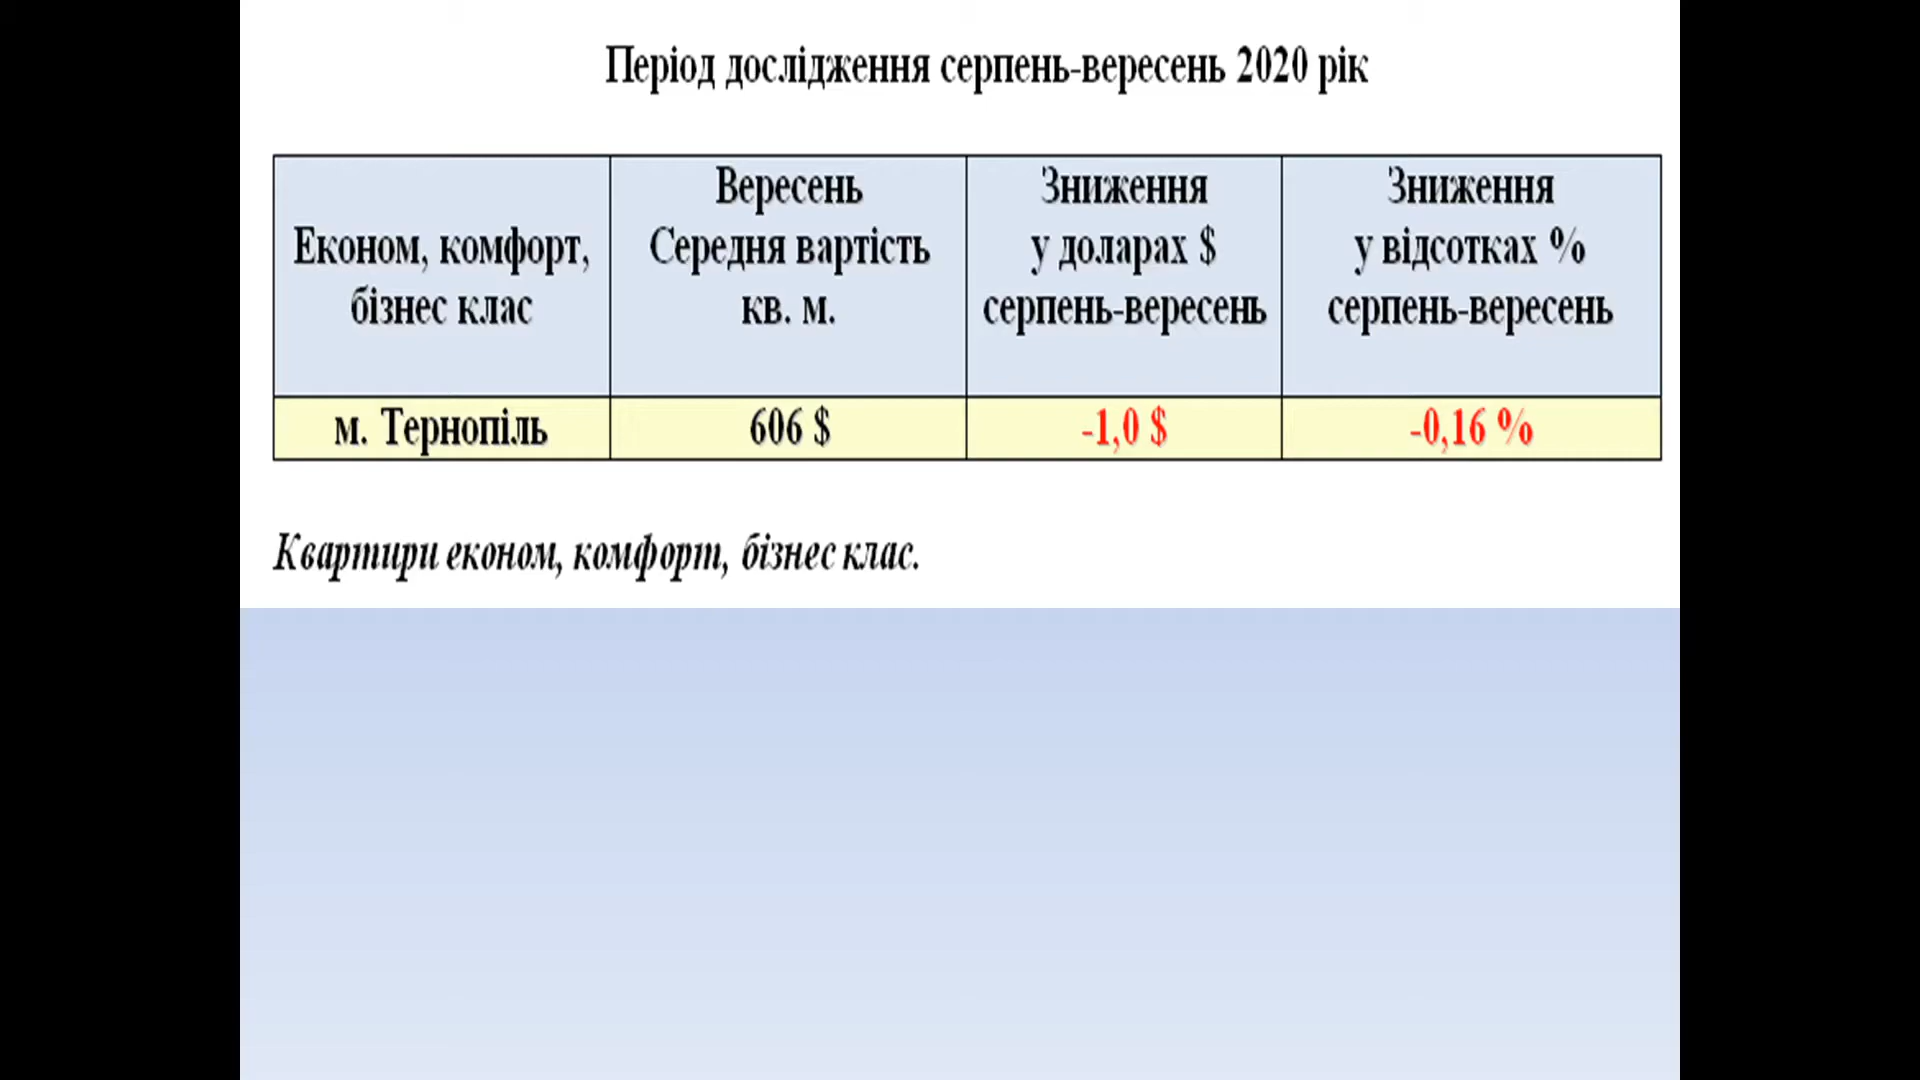 Період дослідження серпень-вересень 2020 рік
Економ, комфорт,
бізнес клас
Вересень
Середня вартість
кв. м.
Зниження
у доларах $
серпень-вересень
Зниження
у відсотках %
серпень-вересень
м. Тернопіль
606 $
-1,0 $
-0,16 %
Квартири економ, комфорт, бізнес клас.